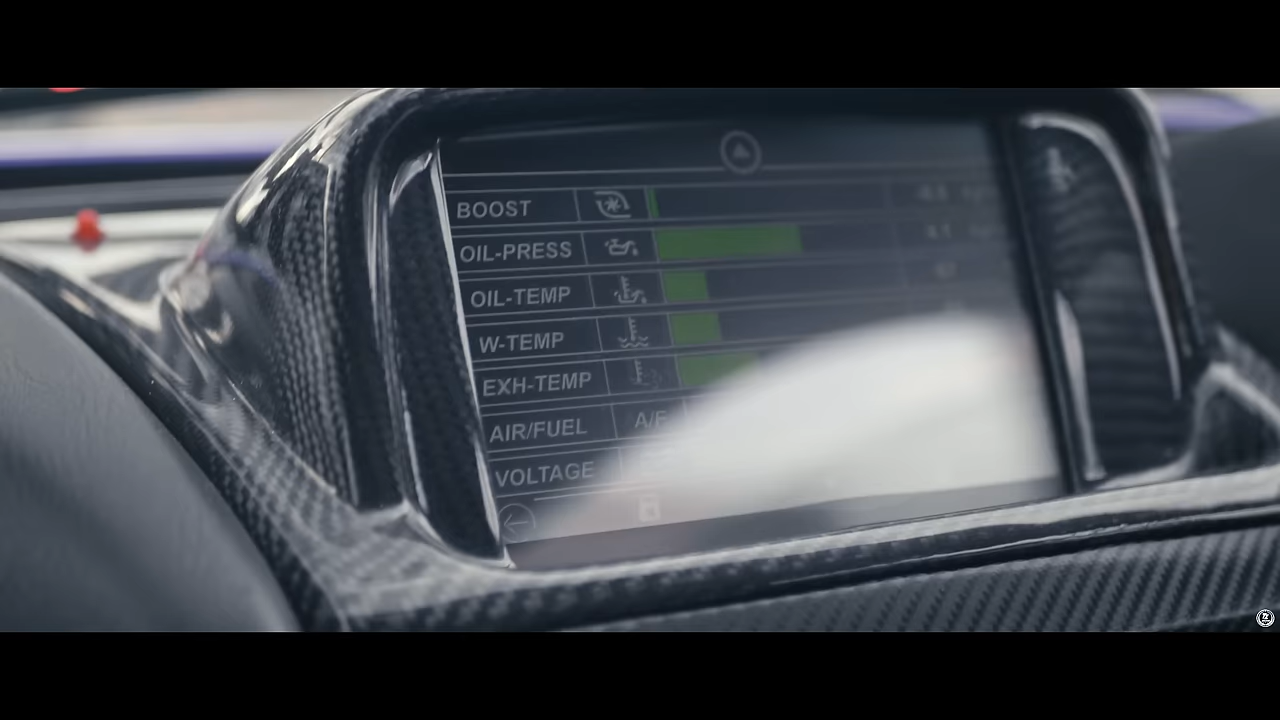 BOOST
OIL-PRESS
OIL-TEMP
W-TEMP
EXH-TEMP
AIR/FUEL A/F
VOLTAGE